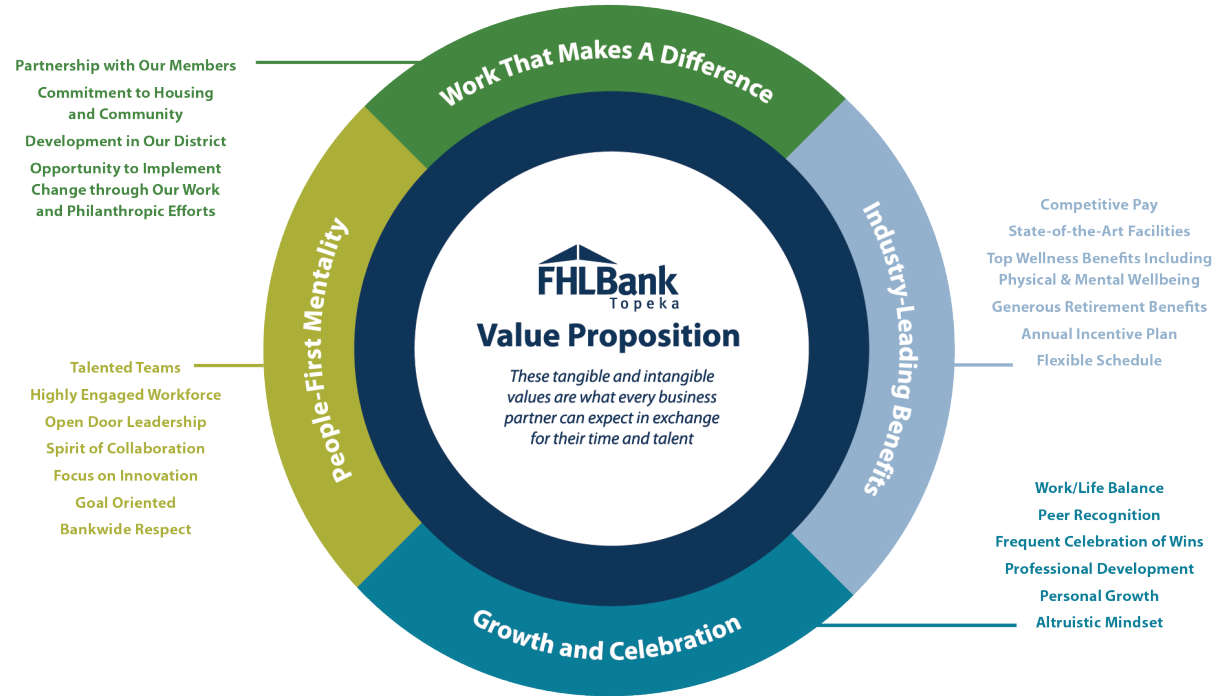 Work That Makes A Difference
Partnership with Our Members
Commitment to Housing
and Community
Development in Our District
Opportunity to Implement
Change through Our Work
and Philanthropic Efforts
Industry-Leading Benefits
Competitive Pay
State-of-the-Art Facilities
Top Wellness Benefits Including
Physical & Mental Wellbeing
Generous Retirement Benefits
Annual Incentive Plan
Flexible Schedule
People-First Mentality
Talented Teams
Highly Engaged Workforce
Open Door Leadership
Spirit of Collaboration
Focus on Innovation
Goal Oriented
Bankwide Respect
FHLBank
Topeka
Value Proposition
These tangible and intangible
values are what every business
partner can expect in exchange
for their time and talent
Growth and Celebration
Work/Life Balance
Peer Recognition
Frequent Celebration of Wins
Professional Development
Personal Growth
Altruistic Mindset